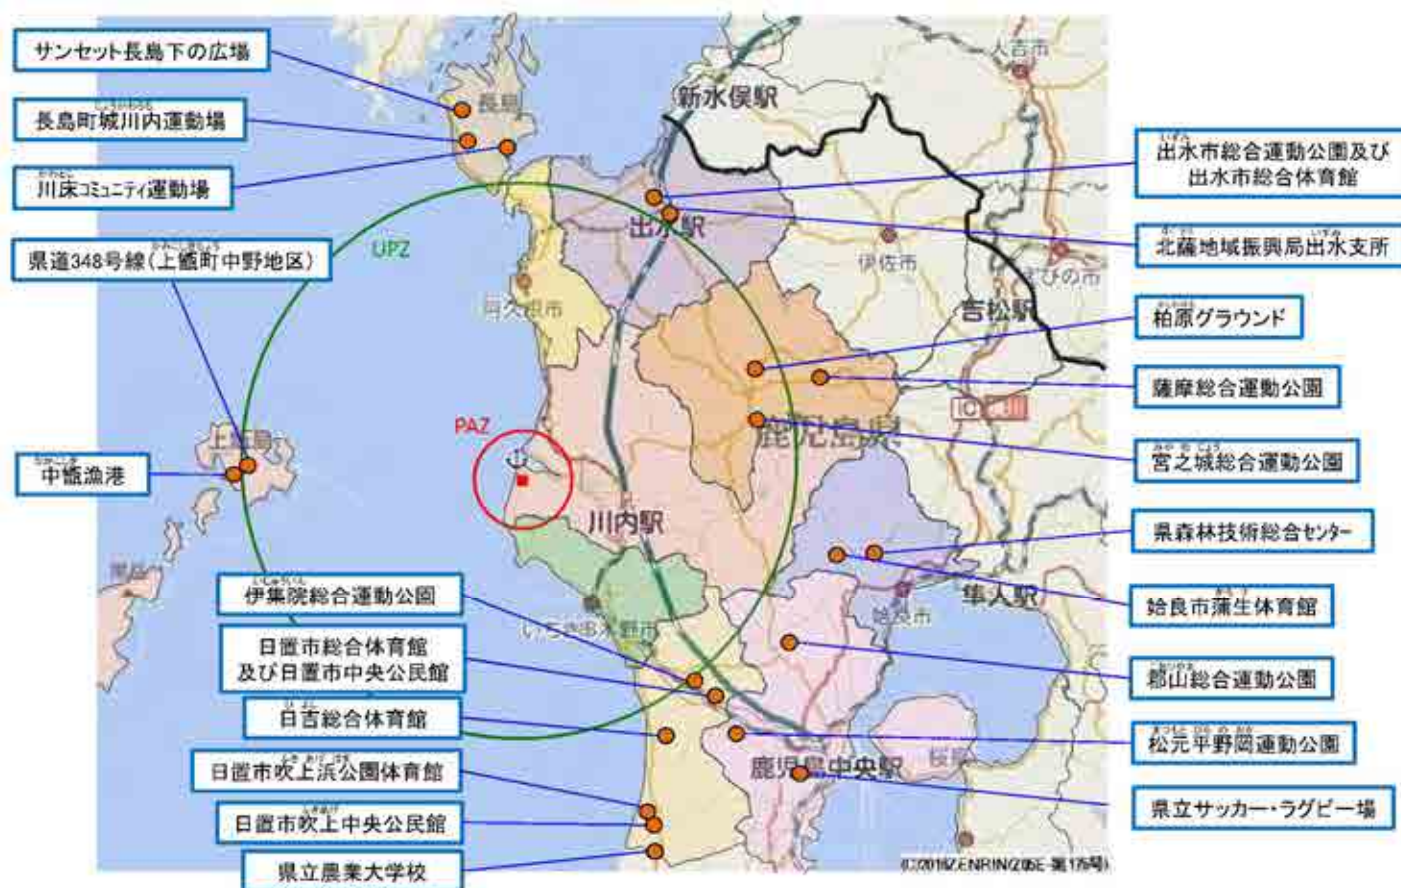 サンセット長島下の広場
長島町城川内運動場
川床コミュニティ運動場
県道348号線(上甑町中野地区)
中甑漁港
伊集院総合運動公園
日置市総合体育館
及び日置市中央公民館
日吉総合体育館
日置市吹上浜公園体育館
日置市吹上中央公民館
県立農業大学校
長島
新水俣駅
人吉市
出水駅
UPZ
伊佐市
えびの市
阿久根市
吉松駅
鹿児島県
PAZ
上甑島
川内駅
いちき串木野市
姶良市
隼人駅
鹿児島中央駅
桜島
(C)2016ZENRIN(Z05E-第175号)
出水市総合運動公園及び
出水市総合体育館
北薩地域振興局出水支所
柏原グラウンド
薩摩総合運動公園
宮之城総合運動公園
県森林技術総合センター
姶良市蒲生体育館
郡山総合運動公園
松元平野岡運動公園
県立サッカー・ラグビー場